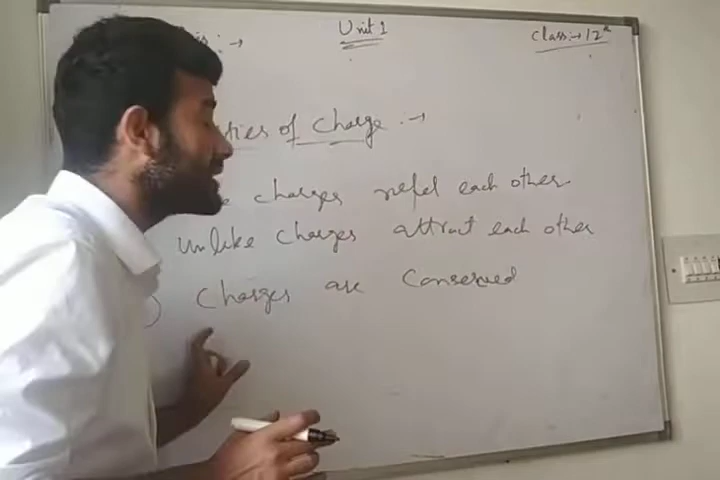 Unit 1
Class:→ 12th
of charge :→
charges repel each other.
Unlike charges attract each other
) Charges are Conserved